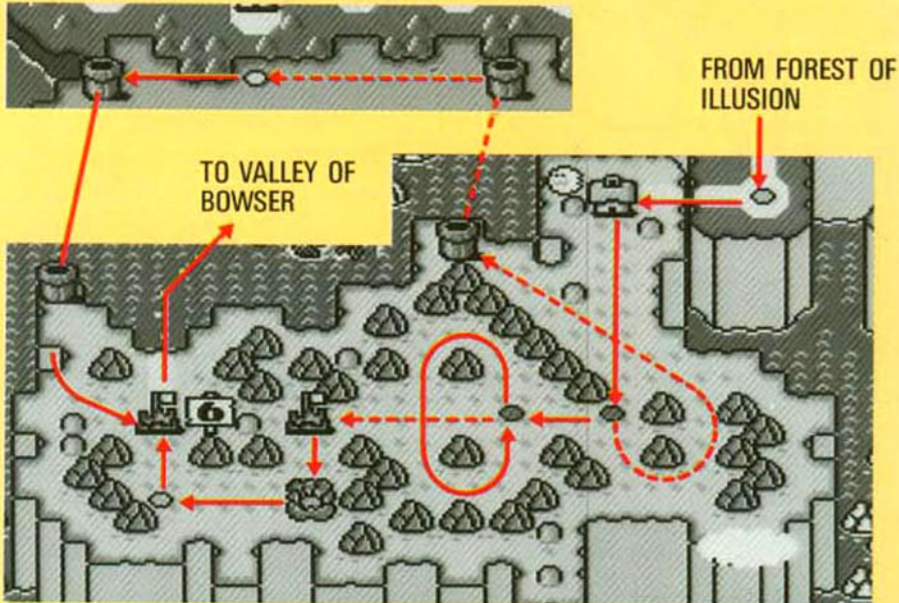 FROM FOREST OF
ILLUSION
TO VALLEY OF
BOWSER
6